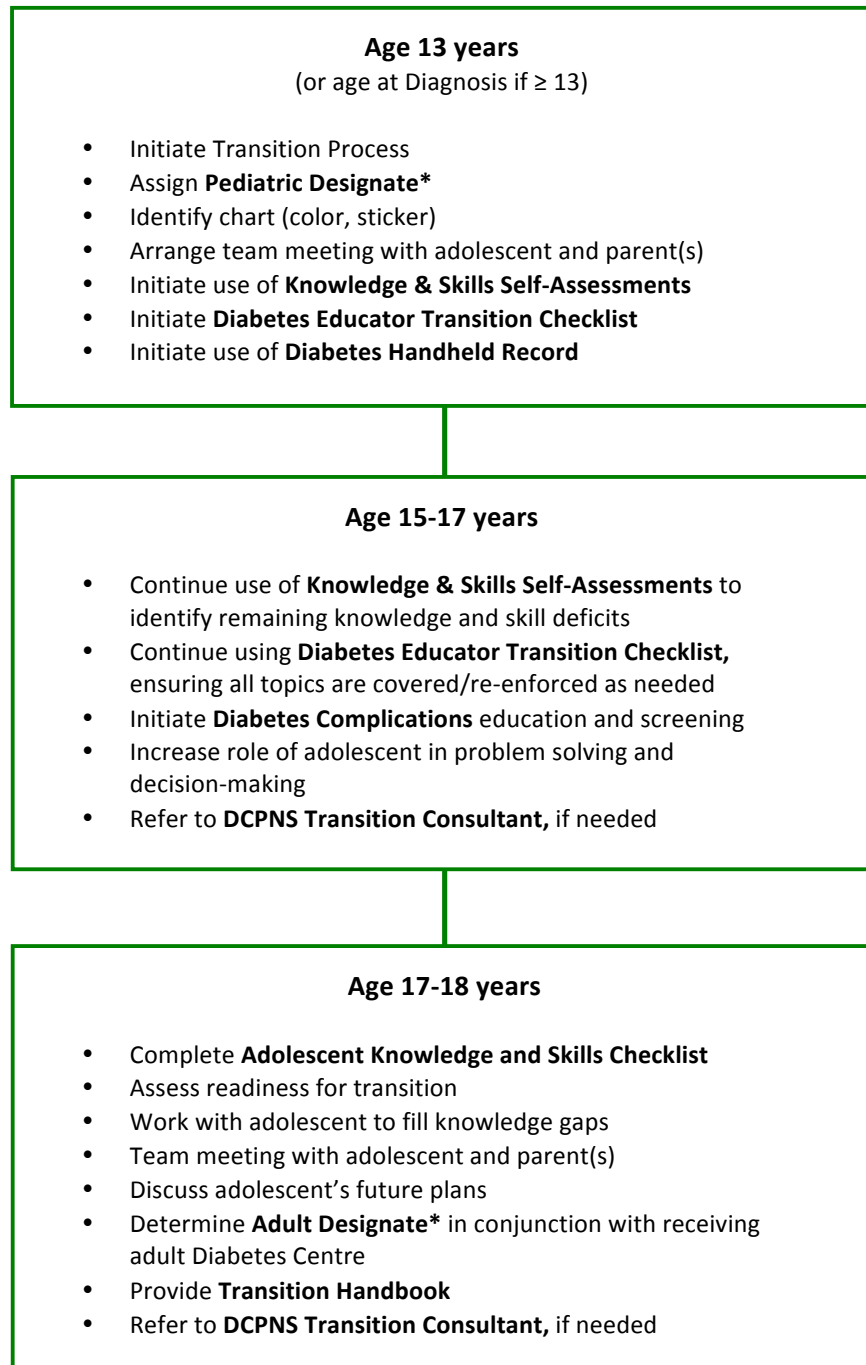 Age 13 years
(or age at Diagnosis if ≥ 13)
• Initiate Transition Process
• Assign Pediatric Designate*
• Identify chart (color, sticker)
• Arrange team meeting with adolescent and parent(s)
• Initiate use of Knowledge & Skills Self-Assessments
• Initiate Diabetes Educator Transition Checklist
• Initiate use of Diabetes Handheld Record
Age 15-17 years
• Continue use of Knowledge & Skills Self-Assessments to
identify remaining knowledge and skill deficits
• Continue using Diabetes Educator Transition Checklist,
ensuring all topics are covered/re-enforced as needed
• Initiate Diabetes Complications education and screening
• Increase role of adolescent in problem solving and
decision-making
• Refer to DCPNS Transition Consultant, if needed
Age 17-18 years
• Complete Adolescent Knowledge and Skills Checklist
• Assess readiness for transition
• Work with adolescent to fill knowledge gaps
• Team meeting with adolescent and parent(s)
• Discuss adolescent’s future plans
• Determine Adult Designate* in conjunction with receiving
adult Diabetes Centre
• Provide Transition Handbook
• Refer to DCPNS Transition Consultant, if needed